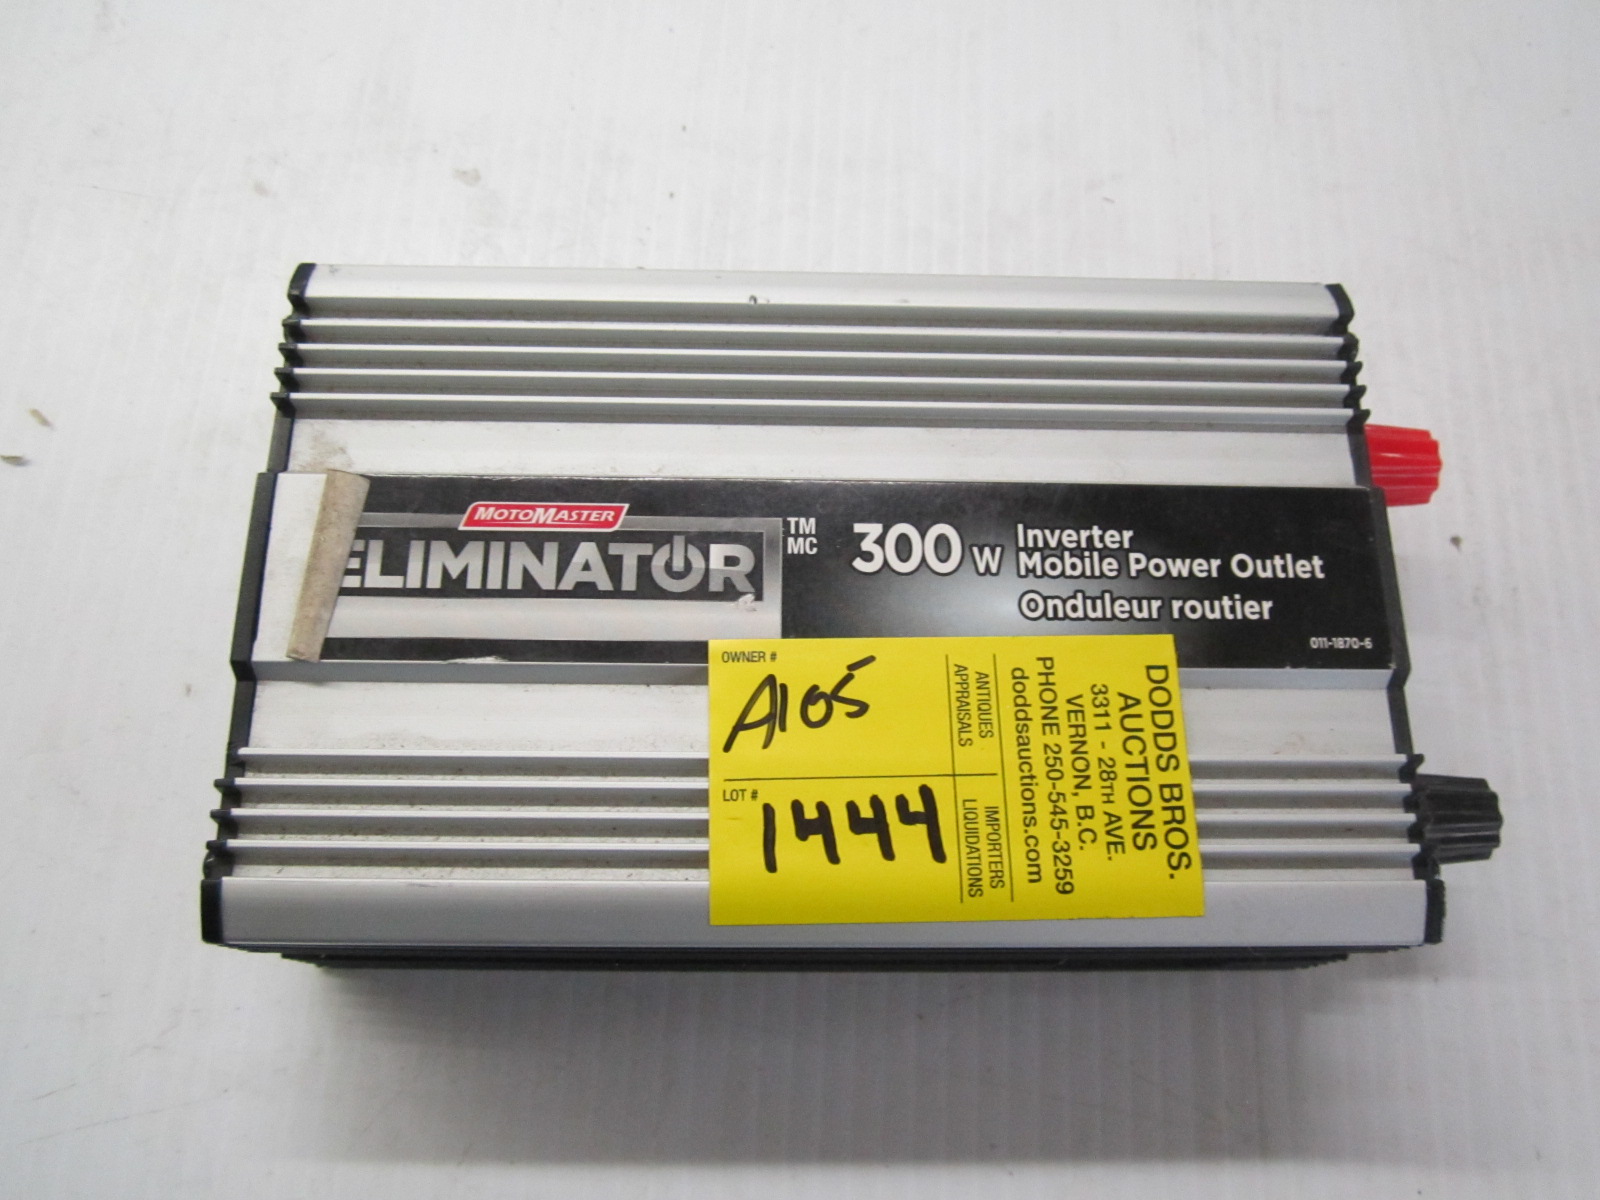 MOTOMASTER
ELIMINATOR
TM
MC
300 W
Inverter
Mobile Power Outlet
Onduleur routier
011-1870-6
OWNER #
A105
LOT #
1444
ANTIQUES
APPRAISALS
IMPORTERS
LIQUIDATIONS
DODDS BROS.
AUCTIONS
3311 - 28TH AVE.
VERNON, B.C.
PHONE 250-545-3259
doddsauctions.com